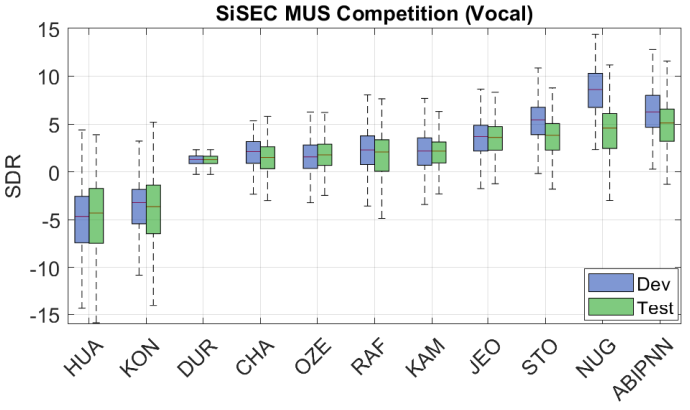 SiSEC MUS Competition (Vocal)
15
10
5
0
-5
-10
-15
SDR
Dev
Test
HUA
KON
DUR
CHA
OZE
RAF
KAM
JEO
STO
NUG
ABIPNN